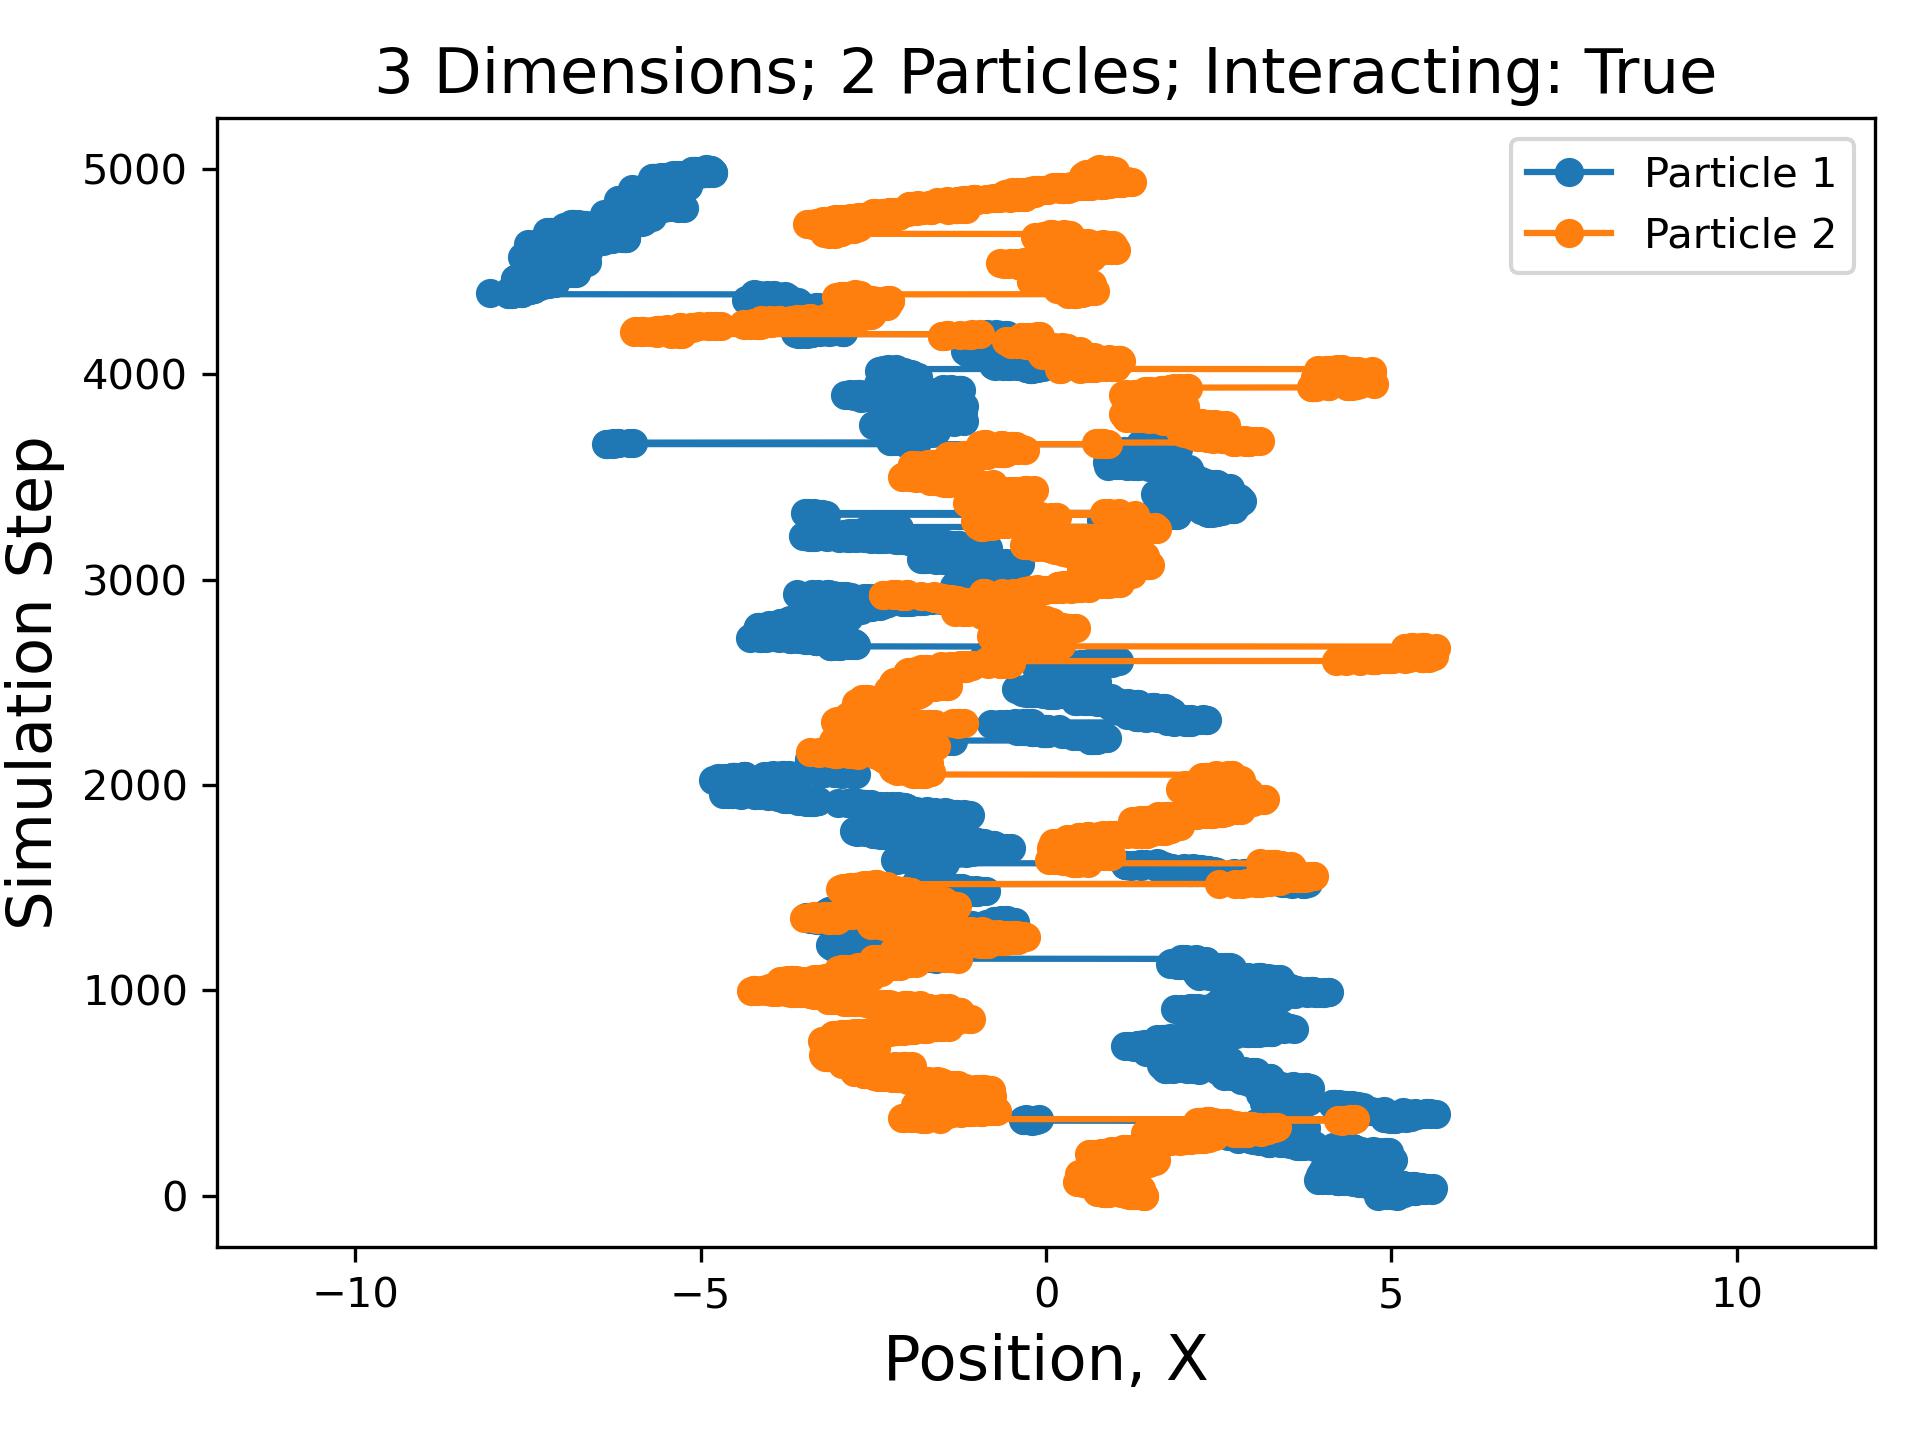 3 Dimensions; 2 Particles; Interacting: True
Particle 1
Particle 2
5000
4000
3000
2000
1000
0
Simulation Step
−10
−5
0
5
10
Position, X